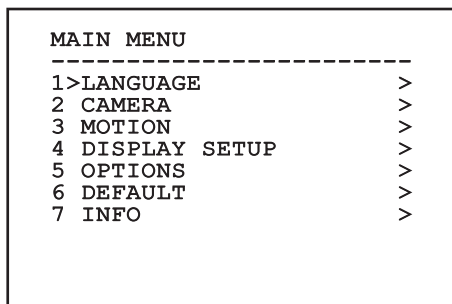 MAIN MENU
-------------------------
1>LANGUAGE >
2 CAMERA >
3 MOTION >
4 DISPLAY SETUP >
5 OPTIONS >
6 DEFAULT >
7 INFO >